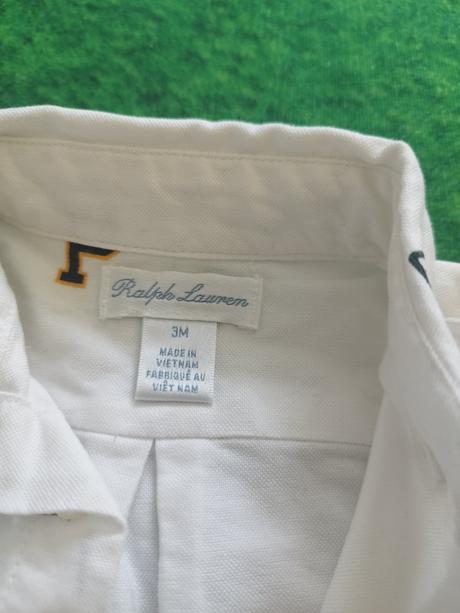 Ralph Lauren
3M
MADE IN
VIETNAM
FABRIQUÉ AU
VIÊT NAM